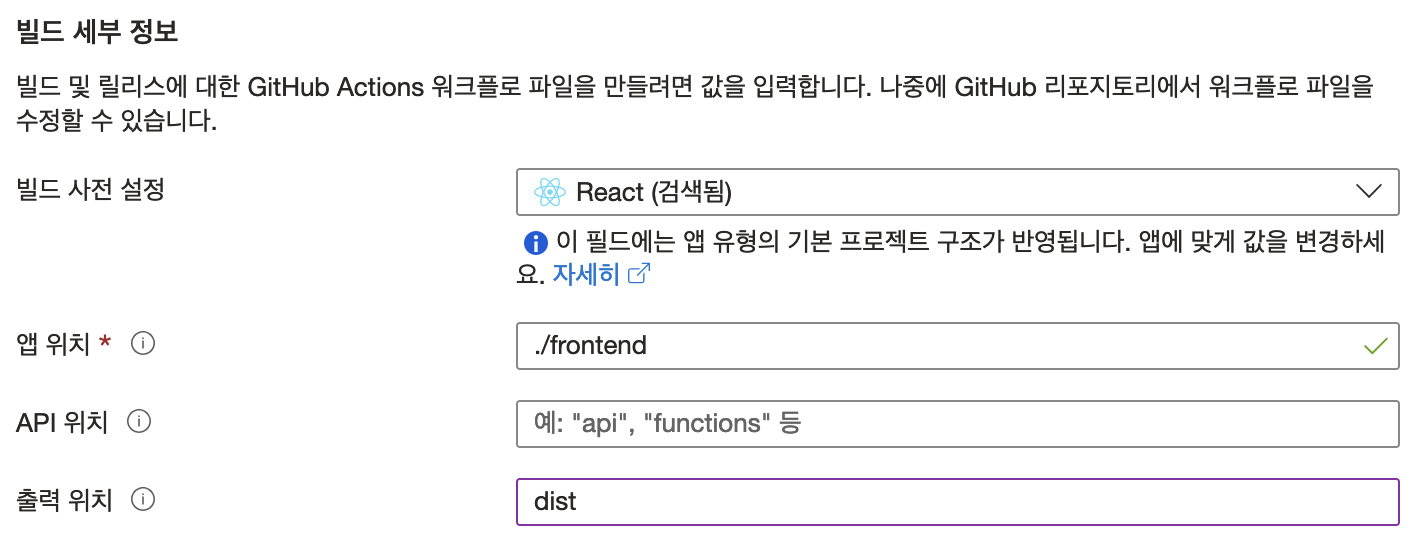 빌드 세부 정보
빌드 및 릴리스에 대한 GitHub Actions 워크플로 파일을 만들려면 값을 입력합니다. 나중에 GitHub 리포지토리에서 워크플로 파일을
수정할 수 있습니다.
빌드 사전 설정
React (검색됨)
이 필드에는 앱 유형의 기본 프로젝트 구조가 반영됩니다. 앱에 맞게 값을 변경하세
요. 자세히
앱 위치 *
./frontend
API 위치
예: "api", "functions" 등
출력 위치
dist